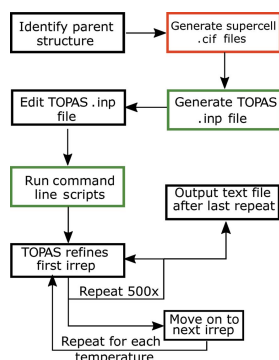 Identify parent
structure
Generate supercell
.cif files
Edit TOPAS .inp
file
Generate TOPAS
.inp file
Run command
line scripts
Output text file
after last repeat
TOPAS refines
first irrep
Repeat 500x
Move on to
next irrep
Repeat for each
temperature